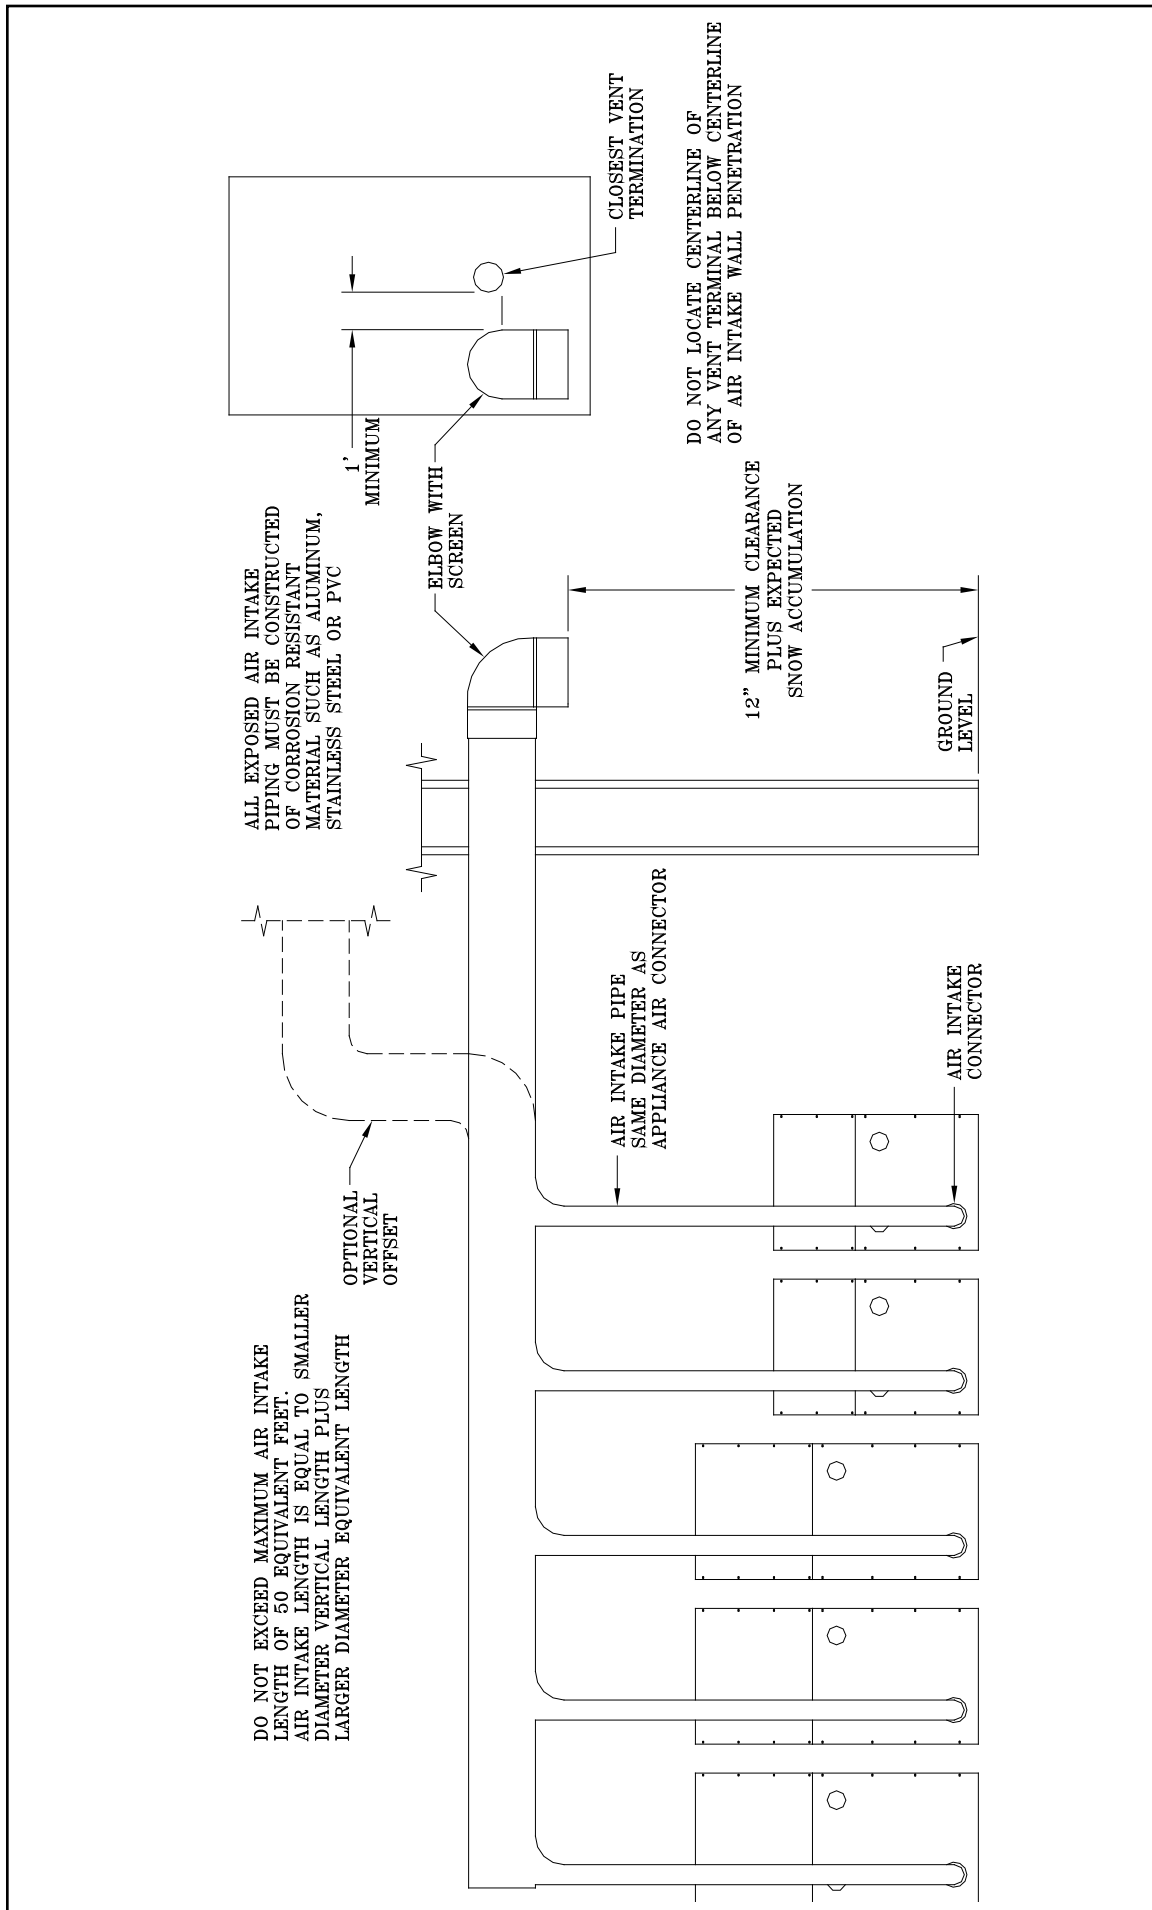 DO NOT EXCEED MAXIMUM AIR INTAKE
LENGTH OF 50 EQUIVALENT FEET.
AIR INTAKE LENGTH IS EQUAL TO SMALLER
DIAMETER VERTICAL LENGTH PLUS
LARGER DIAMETER EQUIVALENT LENGTH
OPTIONAL
VERTICAL
OFFSET
ALL EXPOSED AIR INTAKE
PIPING MUST BE CONSTRUCTED
OF CORROSION RESISTANT
MATERIAL SUCH AS ALUMINUM,
STAINLESS STEEL OR PVC
1'
MINIMUM
ELBOW WITH
SCREEN
CLOSEST VENT
TERMINATION
DO NOT LOCATE CENTERLINE OF
ANY VENT TERMINAL BELOW CENTERLINE
OF AIR INTAKE WALL PENETRATION
AIR INTAKE PIPE
SAME DIAMETER AS
APPLIANCE AIR CONNECTOR
12" MINIMUM CLEARANCE
PLUS EXPECTED
SNOW ACCUMULATION
AIR INTAKE
CONNECTOR
GROUND
LEVEL